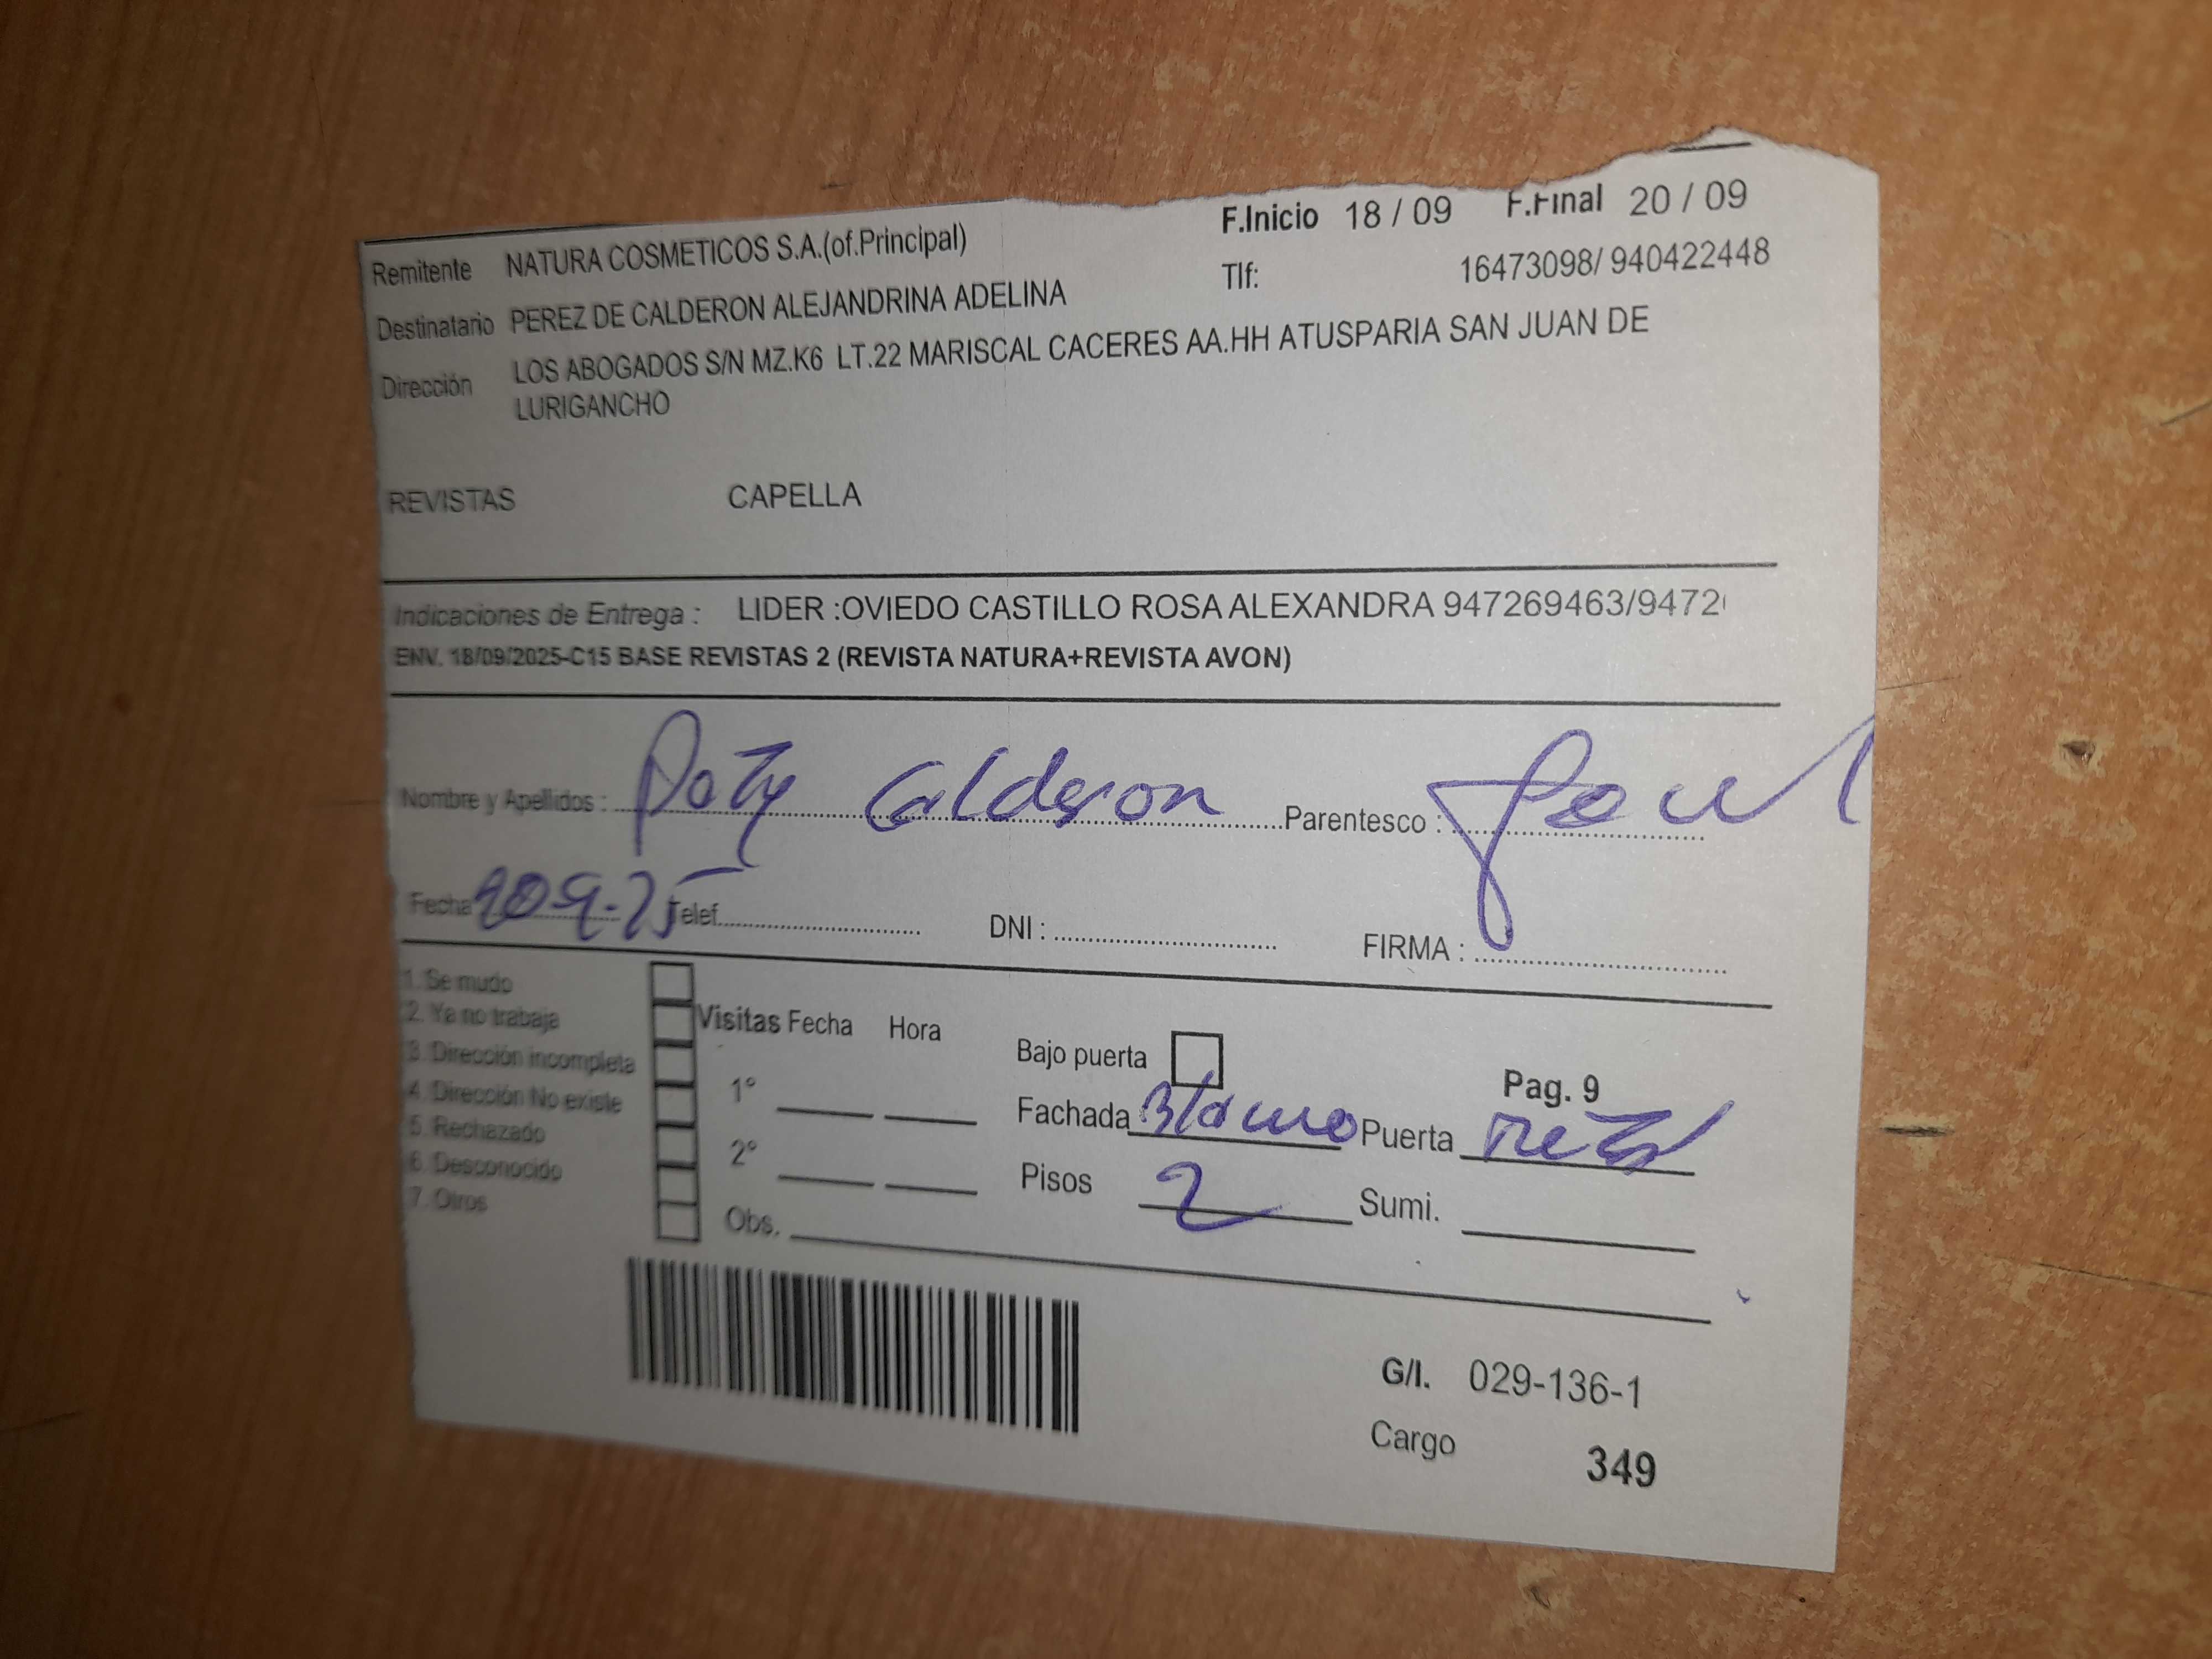 F.Inicio 18 / 09 F.Final 20 / 09
Remitente NATURA COSMETICOS S.A.(of.Principal)
Tlf: 16473098/ 940422448
Destinatario PEREZ DE CALDERON ALEJANDRINA ADELINA
Dirección LOS ABOGADOS S/N MZ.K6 LT.22 MARISCAL CACERES AA.HH ATUSPARIA SAN JUAN DE
LURIGANCHO
REVISTAS CAPELLA
Indicaciones de Entrega : LIDER :OVIEDO CASTILLO ROSA ALEXANDRA 947269463/9472
ENV. 18/09/2025-C15 BASE REVISTAS 2 (REVISTA NATURA+REVISTA AVON)
Nombre y Apellidos : Paty Calderon Parentesco :
Fecha Telef. DNI : FIRMA :
1. Se mudo
2. Ya no trabaja
3. Dirección incompleta
4. Dirección No existe
5. Rechazado
6. Desconocido
7. Otros
Visitas Fecha Hora
1°
2°
Obs.
Bajo puerta
Pag. 9
Fachada Blanco Puerta Metal
Pisos 2 Sumi.
G/I. 029-136-1
Cargo 349